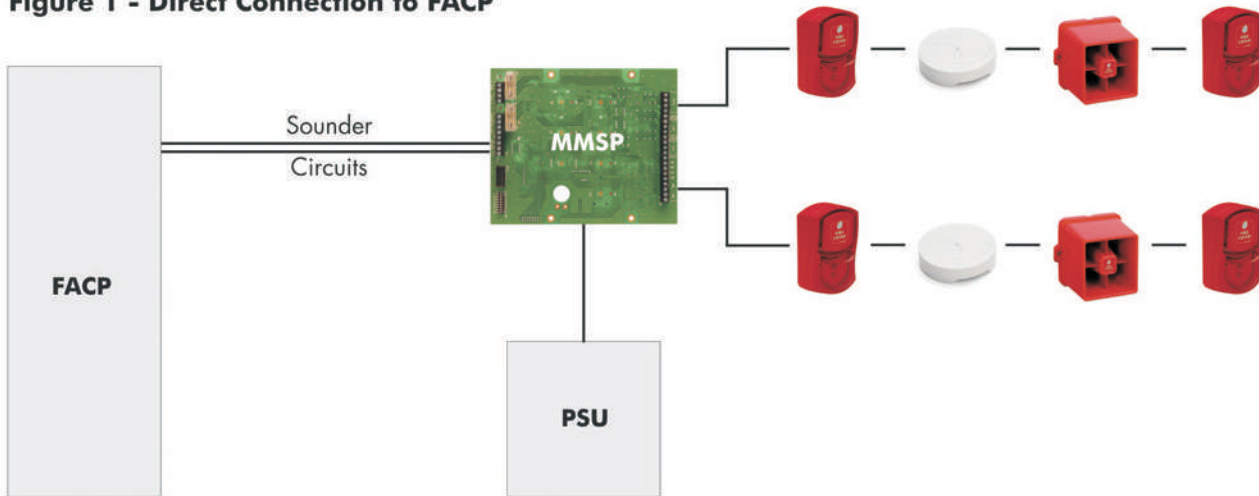 Figure 1 - Direct Connection to FACP
Sounder
Circuits
MMSP
FACP
PSU